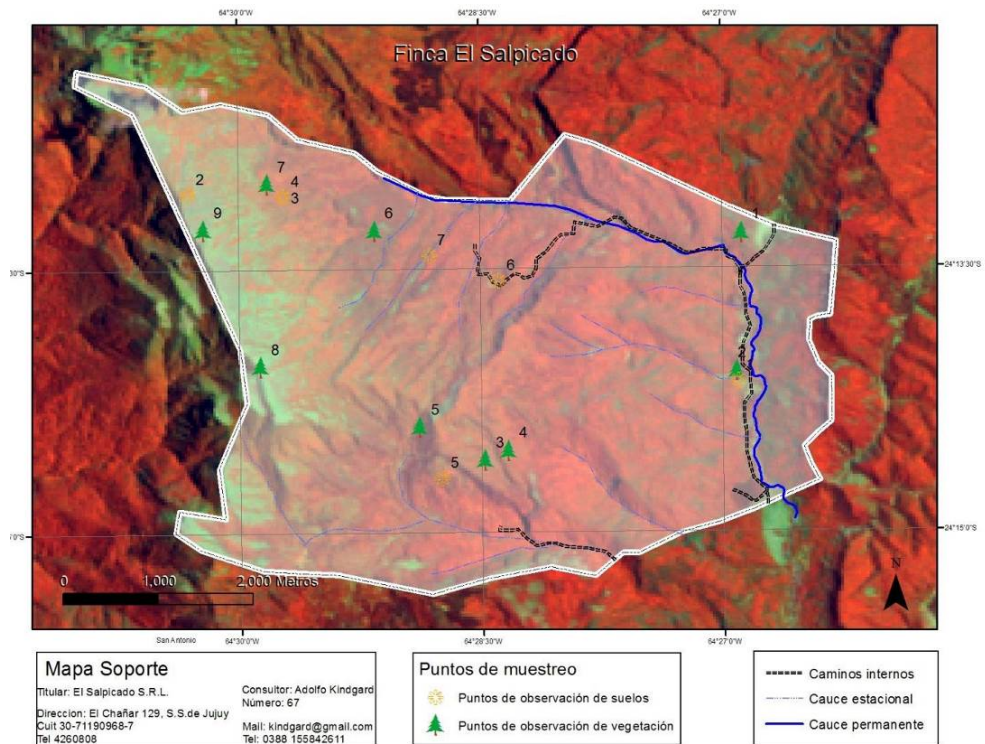 64°30'0"W 64°28'30"W 64°27'0"W
Finca El Salpicado
7
4
2
3
9
6
1
7
6
30"S
24°13'30"S
8
2
5
3
4
5
7'0"S
24°15'0"S
0 1,000 2,000 Metros
N
San Antonio
64°30'0"W 64°28'30"W 64°27'0"W
Mapa Soporte
Titular: El Salpicado S.R.L.
Consultor: Adolfo Kindgard
Número: 67
Direccion: El Chañar 129, S.S.de Jujuy
Cuit 30-71190968-7
Mail: kindgard@gmail.com
Tel 4260808
Tel: 0388 155842611
Puntos de muestreo
Puntos de observación de suelos
Puntos de observación de vegetación
Caminos internos
Cauce estacional
Cauce permanente